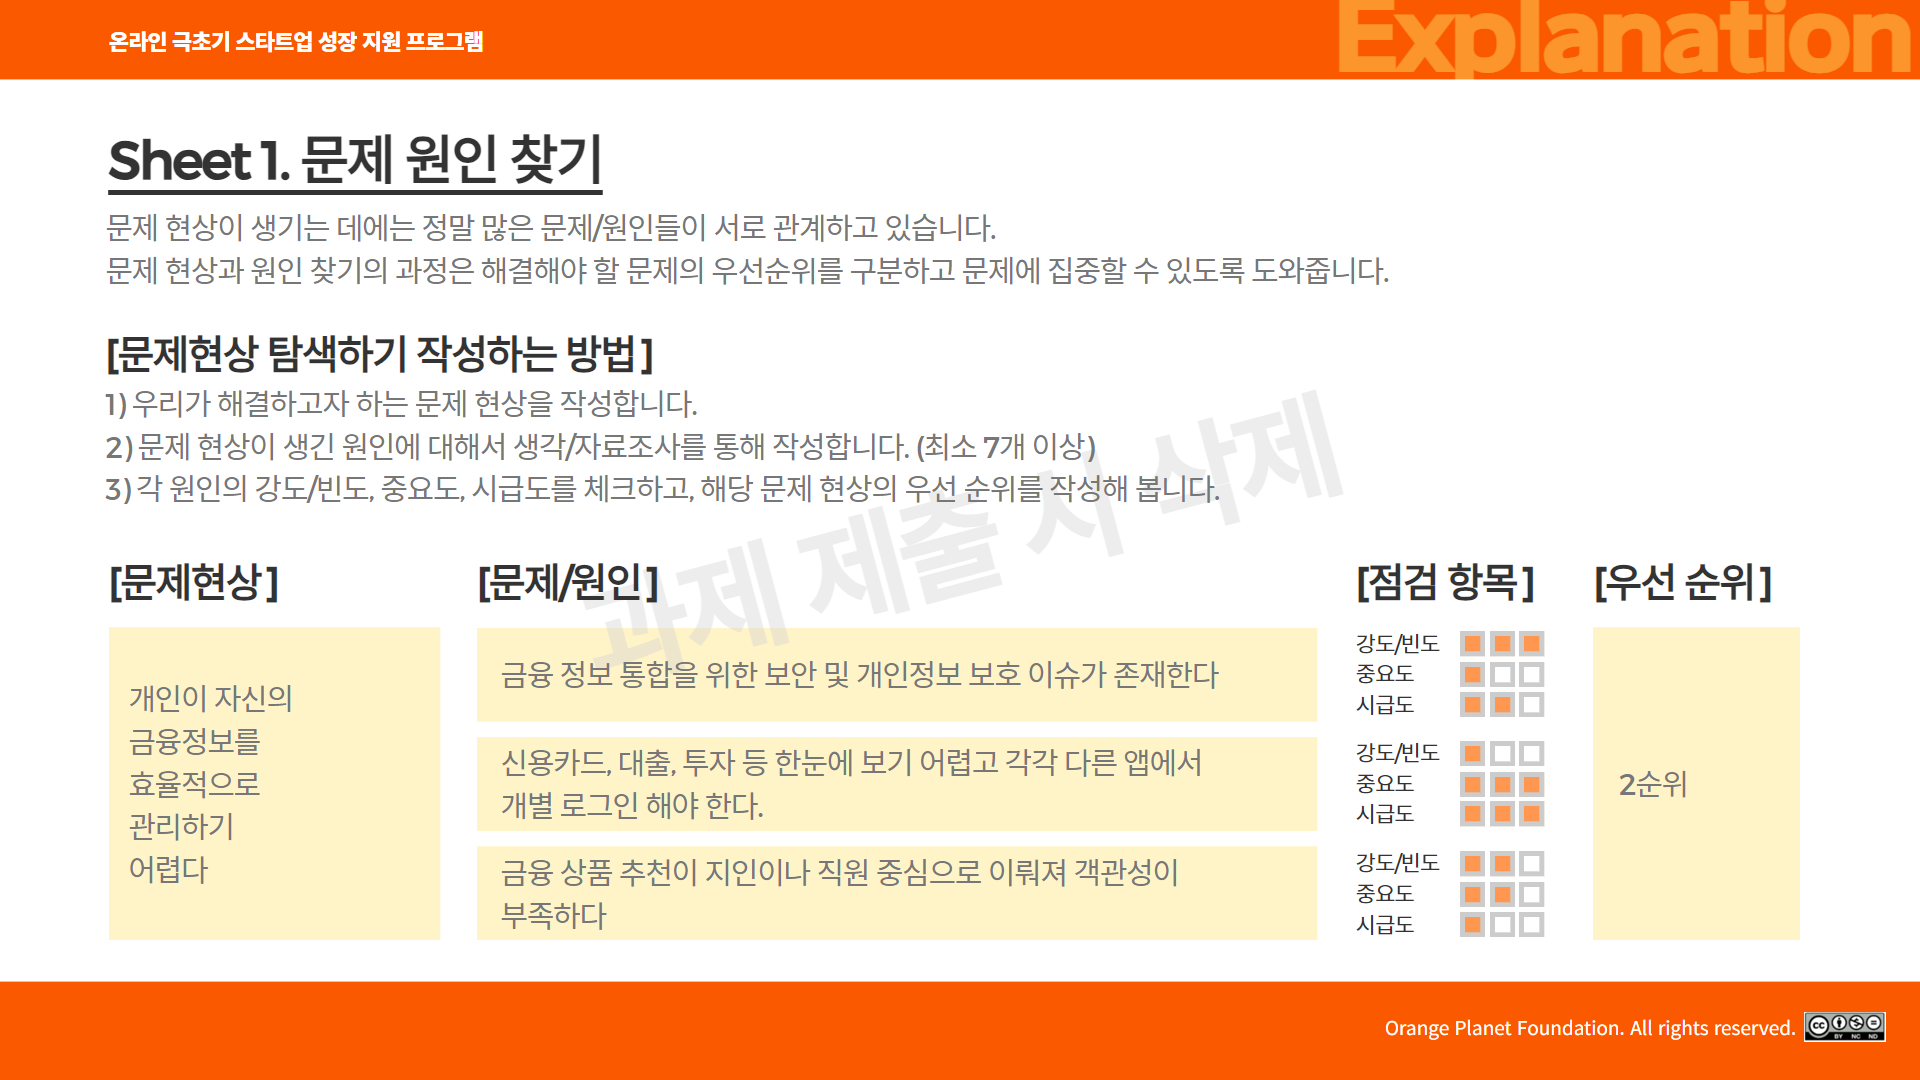 온라인 극초기 스타트업 성장 지원 프로그램
Explanation
Sheet 1. 문제 원인 찾기
문제 현상이 생기는 데에는 정말 많은 문제/원인들이 서로 관계하고 있습니다.
문제 현상과 원인 찾기의 과정은 해결해야 할 문제의 우선순위를 구분하고 문제에 집중할 수 있도록 도와줍니다.
[문제현상 탐색하기 작성하는 방법]
1) 우리가 해결하고자 하는 문제 현상을 작성합니다.
2) 문제 현상이 생긴 원인에 대해서 생각/자료조사를 통해 작성합니다. (최소 7개 이상)
3) 각 원인의 강도/빈도, 중요도, 시급도를 체크하고, 해당 문제 현상의 우선 순위를 작성해 봅니다.
과제 제출 시 삭제
[문제현상]
개인이 자신의
금융정보를
효율적으로
관리하기
어렵다
[문제/원인]
금융 정보 통합을 위한 보안 및 개인정보 보호 이슈가 존재한다
신용카드, 대출, 투자 등 한눈에 보기 어렵고 각각 다른 앱에서
개별 로그인 해야 한다.
금융 상품 추천이 지인이나 직원 중심으로 이뤄져 객관성이
부족하다
[점검 항목]
강도/빈도
중요도
시급도
강도/빈도
중요도
시급도
강도/빈도
중요도
시급도
[우선 순위]
2순위
Orange Planet Foundation. All rights reserved.
CC BY NC ND